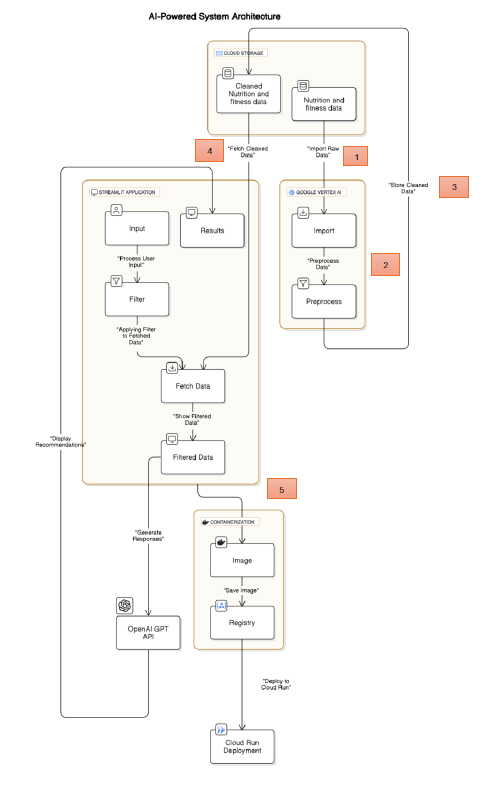 AI-Powered System Architecture
CLOUD STORAGE
Cleaned
Nutrition and
fitness data
Nutrition and
fitness data
4
"Fetch Cleaned
Data"
"Import Raw
Data"
1
3
"Store Cleaned
Data"
STREAMLIT APPLICATION
GOOGLE VERTEX AI
Input
Results
Import
"Process User
Input"
"Preprocess
Data"
2
Filter
Preprocess
"Applying Filter
to Fetched
Data"
Fetch Data
"Show Filtered
Data"
"Display
Recommendations"
Filtered Data
5
CONTAINERIZATION
"Generate
Responses"
Image
"Save Image"
OpenAI GPT
API
Registry
"Deploy to
Cloud Run"
Cloud Run
Deployment